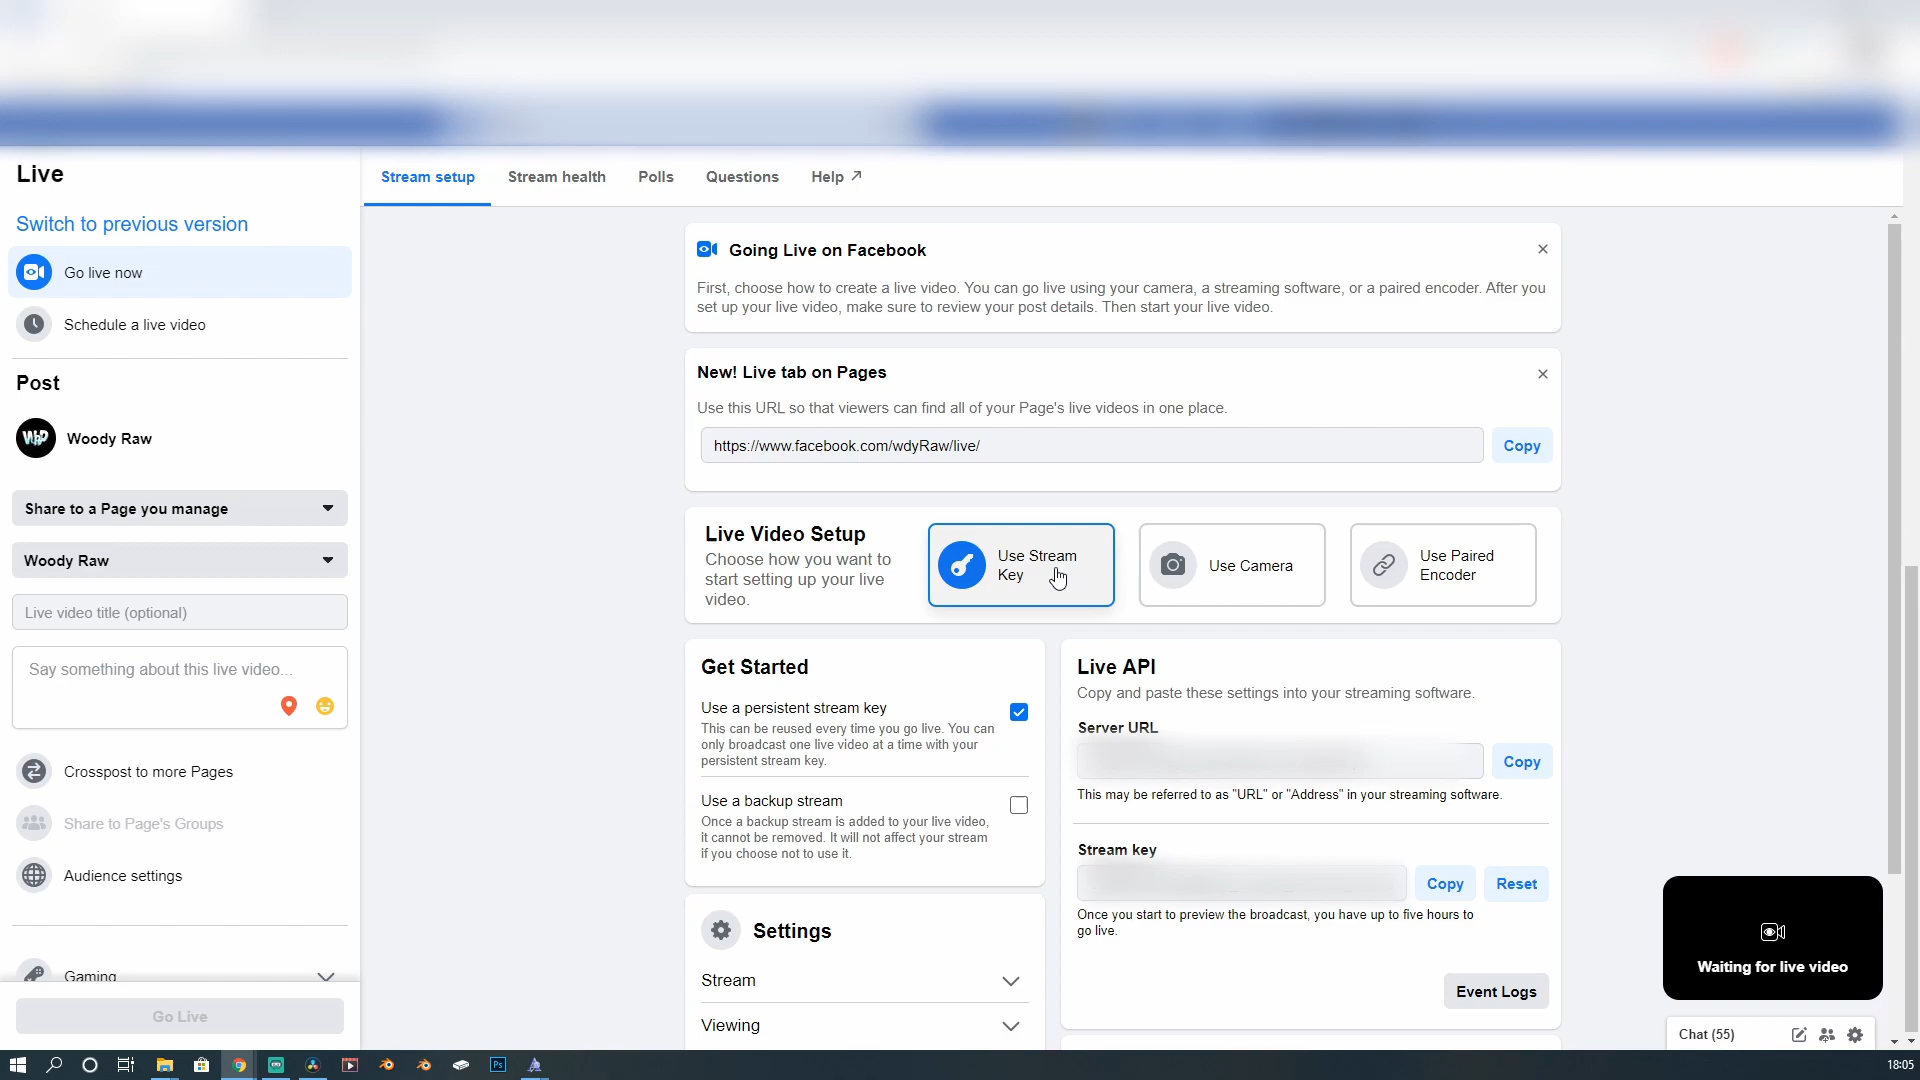 Live
Switch to previous version
Go live now
Schedule a live video
Post
WRP
Woody Raw
Share to a Page you manage
Woody Raw
Live video title (optional)
Say something about this live video...
Crosspost to more Pages
Share to Page's Groups
Audience settings
Gaming
Go Live
Stream setup
Stream health
Polls
Questions
Help
Going Live on Facebook
First, choose how to create a live video. You can go live using your camera, a streaming software, or a paired encoder. After you
set up your live video, make sure to review your post details. Then start your live video.
New! Live tab on Pages
Use this URL so that viewers can find all of your Page's live videos in one place.
https://www.facebook.com/wdyRaw/live/
Copy
Live Video Setup
Choose how you want to
start setting up your live
video.
Use Stream
Key
Use Camera
Use Paired
Encoder
Get Started
Use a persistent stream key
This can be reused every time you go live. You can
only broadcast one live video at a time with your
persistent stream key.
Use a backup stream
Once a backup stream is added to your live video,
it cannot be removed. It will not affect your stream
if you choose not to use it.
Settings
Stream
Viewing
Live API
Copy and paste these settings into your streaming software.
Server URL
Copy
This may be referred to as "URL" or "Address" in your streaming software.
Stream key
Copy
Reset
Once you start to preview the broadcast, you have up to five hours to
go live.
Event Logs
Waiting for live video
Chat (55)
Ps
18:05